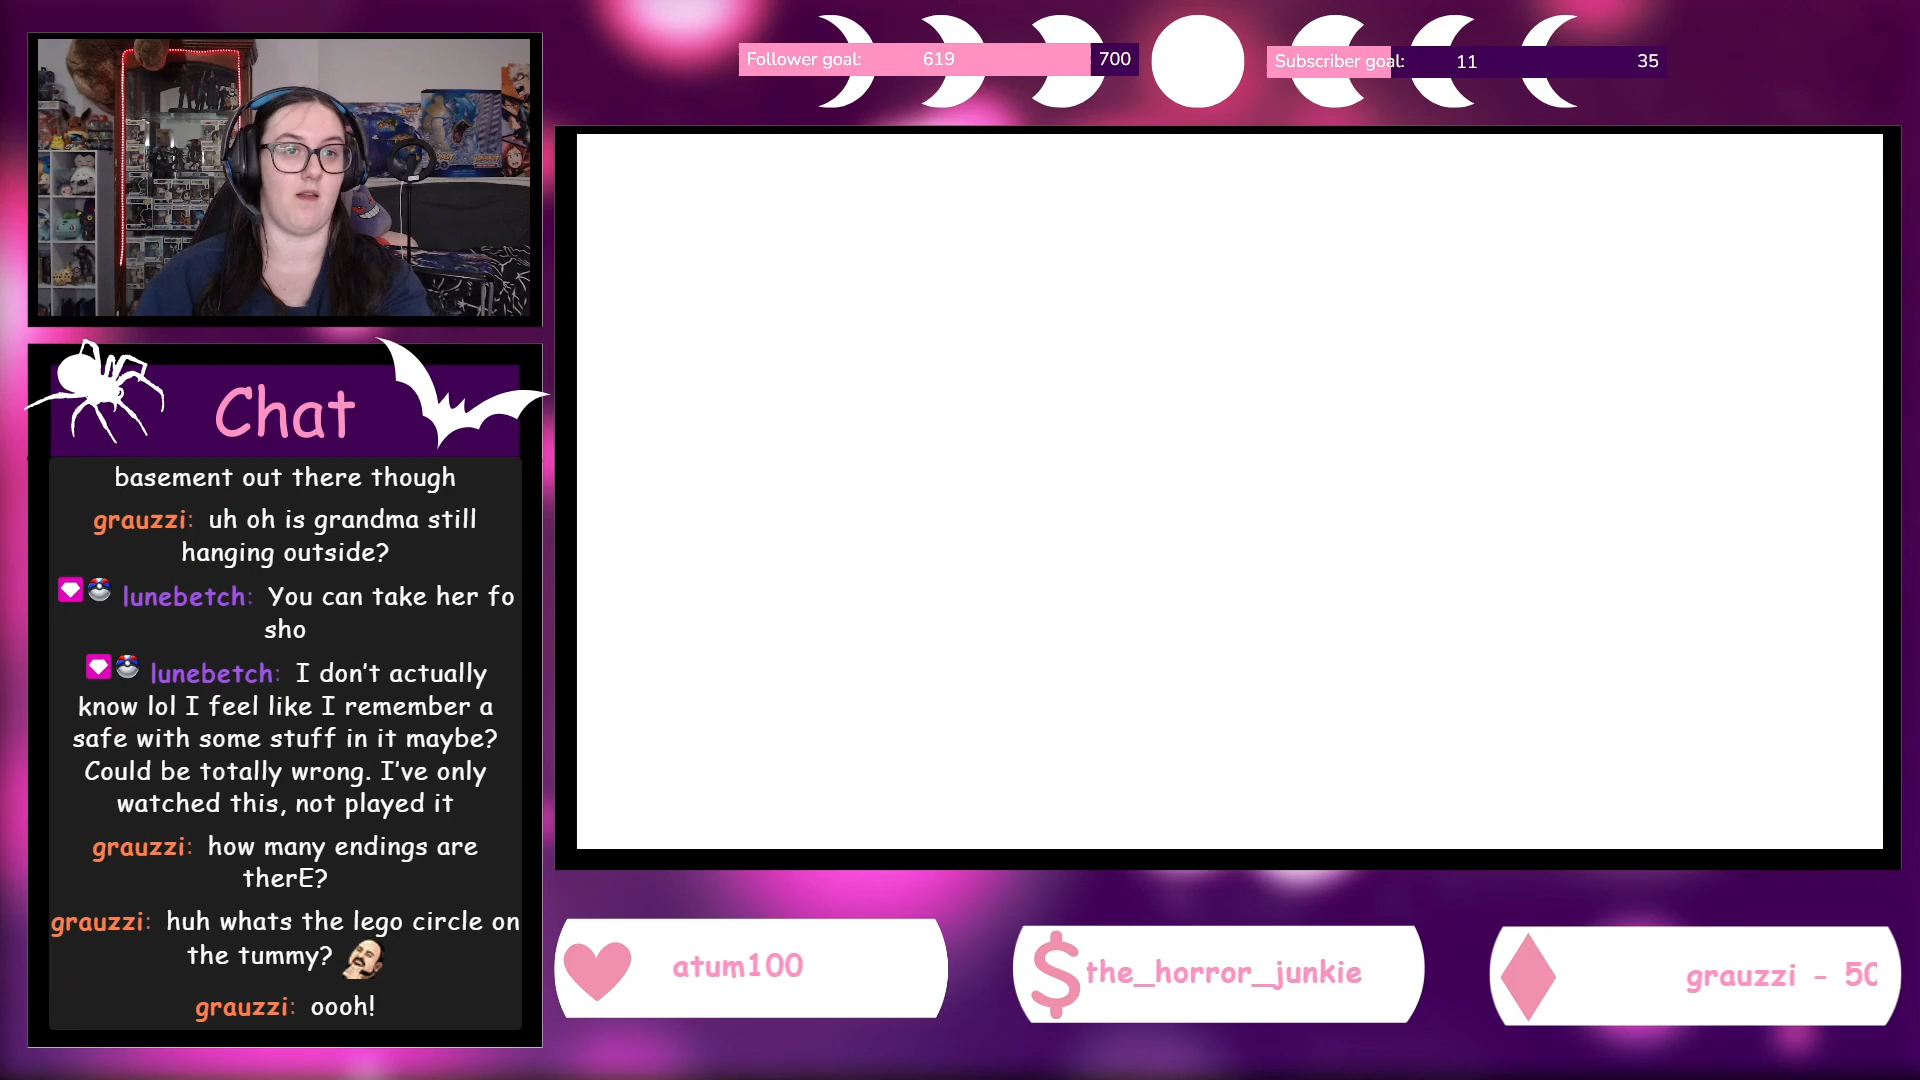 Follower goal: 619 700
Subscriber goal: 11 35
Chat
basement out there though
grauzzi: uh oh is grandma still
hanging outside?
lunebetch: You can take her fo
sho
lunebetch: I don't actually
know lol I feel like I remember a
safe with some stuff in it maybe?
Could be totally wrong. I've only
watched this, not played it
grauzzi: how many endings are
therE?
grauzzi: huh whats the lego circle on
the tummy?
grauzzi: oooh!
atum100
the_horror_junkie
grauzzi - 50